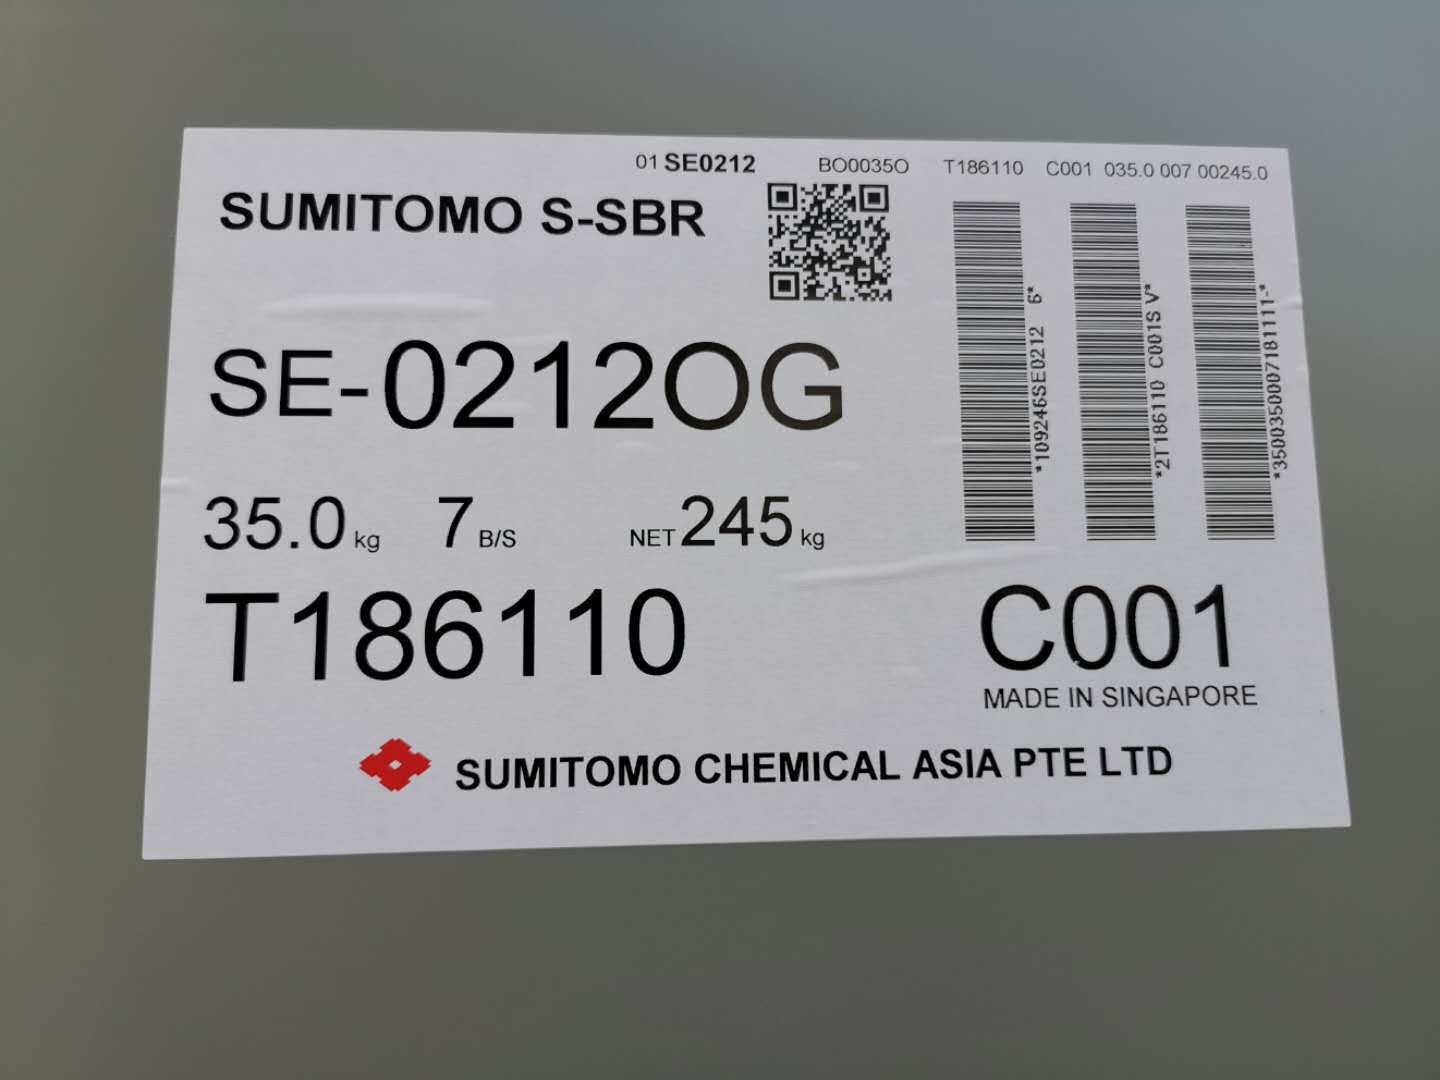 01 SE0212 BO0035O T186110 C001 035.0 007 00245.0
SUMITOMO S-SBR
SE-0212OG
35.0 kg 7 B/S NET 245 kg
T186110 C001
MADE IN SINGAPORE
SUMITOMO CHEMICAL ASIA PTE LTD
*109246SE0212 6*
*2T186110 C001S V*
*3500350007181111-*